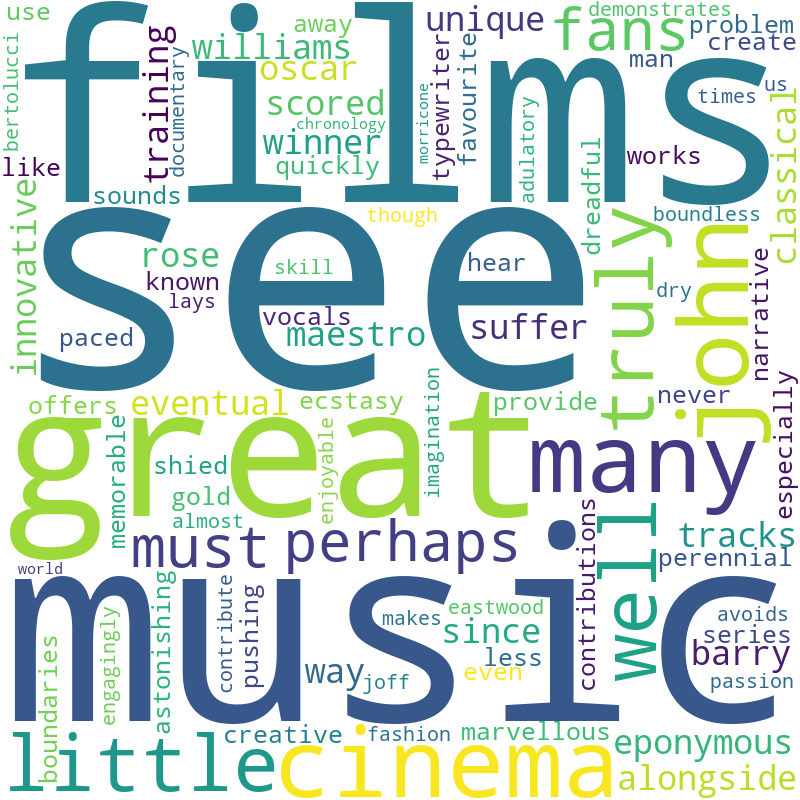 use
films
away
unique
demonstrates
fans
problem
create
bertolucci
training
documentary
williams
oscar
scored
chronology
winner
quickly
morricone
typewriter
favourite
man
times
us
classical
like
sounds
adulatory
works
dreadful
innovative
see
though
boundless
truly
john
rose
skill
hear
known
lays
vocals
maestro
suffer
paced
dry
narrative
offers
eventual
ecstasy
provide
never
especially
great
imagination
many
memorable
shied
gold
enjoyable
almost
must
perhaps
well
tracks
contributions
perennial
world
music
astonishing
contribute
pushing
makes
eastwood
since
less
way
joff
even
avoids
series
barry
passion
boundaries
engagingly
creative
fashion
marvellous
little
cinema
eponymous
alongside